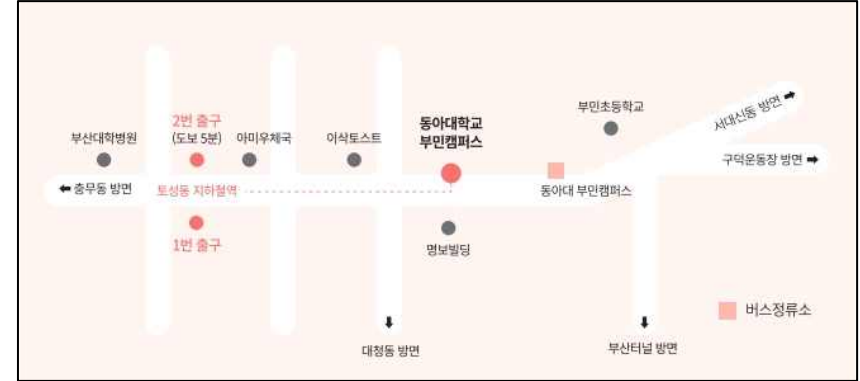 부민초등학교
서대신동 방면 ➡
2번 출구
(도보 5분)
부산대학병원
아미우체국
이삭토스트
동아대학교
부민캠퍼스
구덕운동장 방면 ➡
⬅ 충무동 방면
토성동 지하철역
동아대 부민캠퍼스
1번 출구
명보빌딩
버스정류소
대청동 방면
부산터널 방면